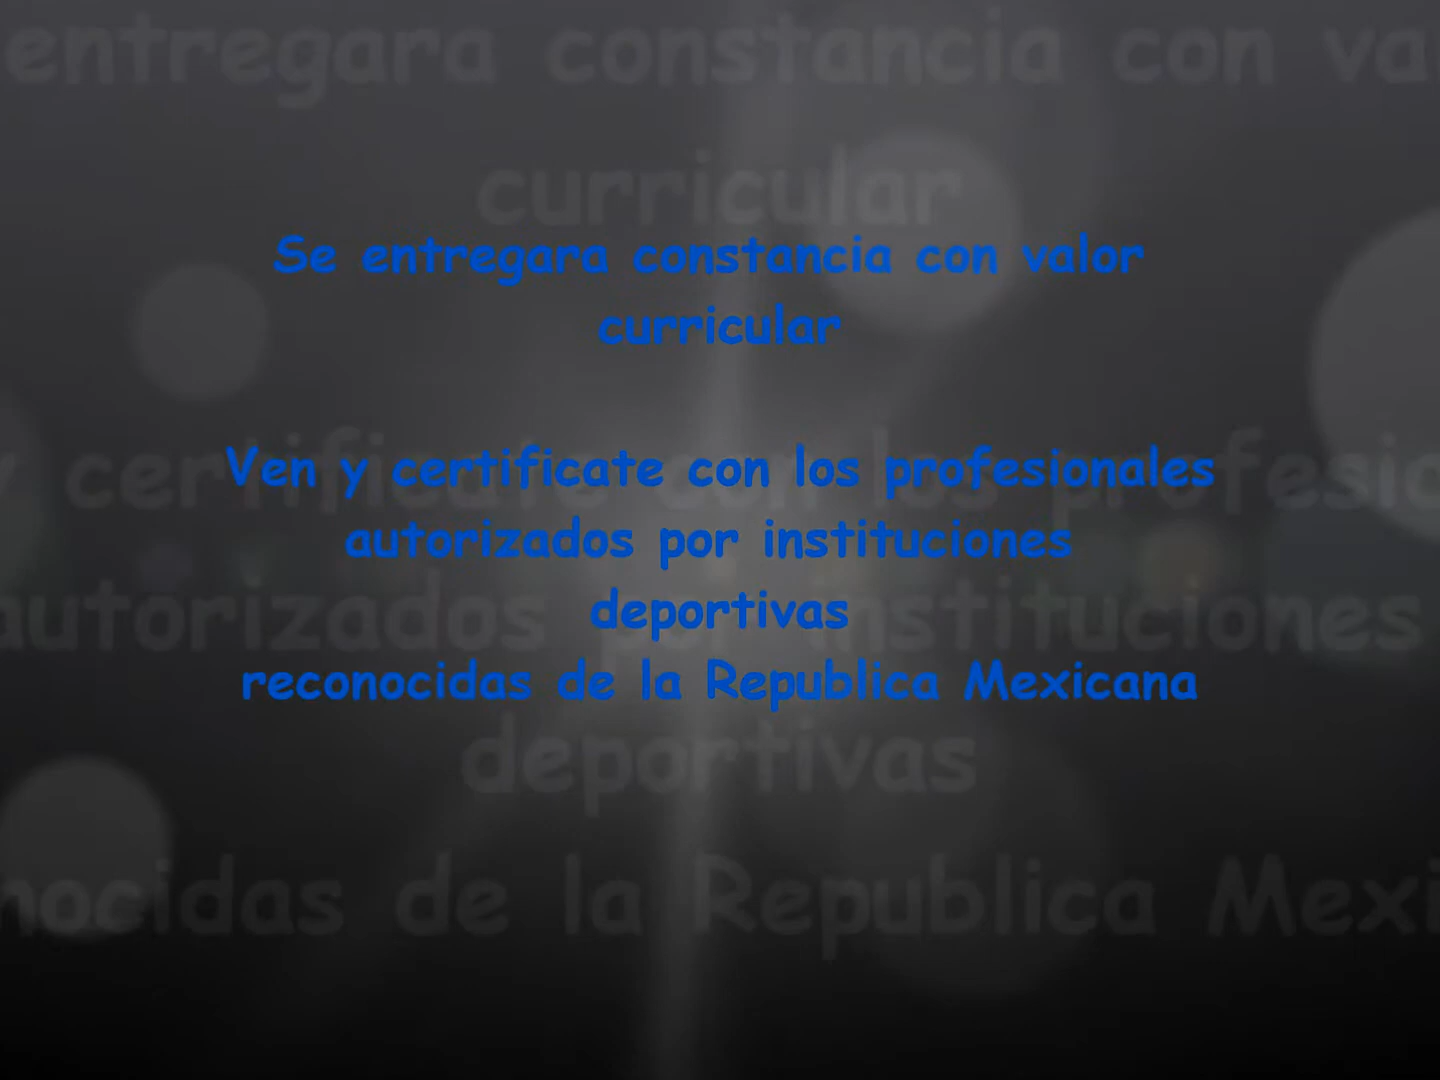 Se entregara constancia con valor
curricular
Ven y certificate con los profesionales
autorizados por instituciones
deportivas
reconocidas de la Republica Mexicana